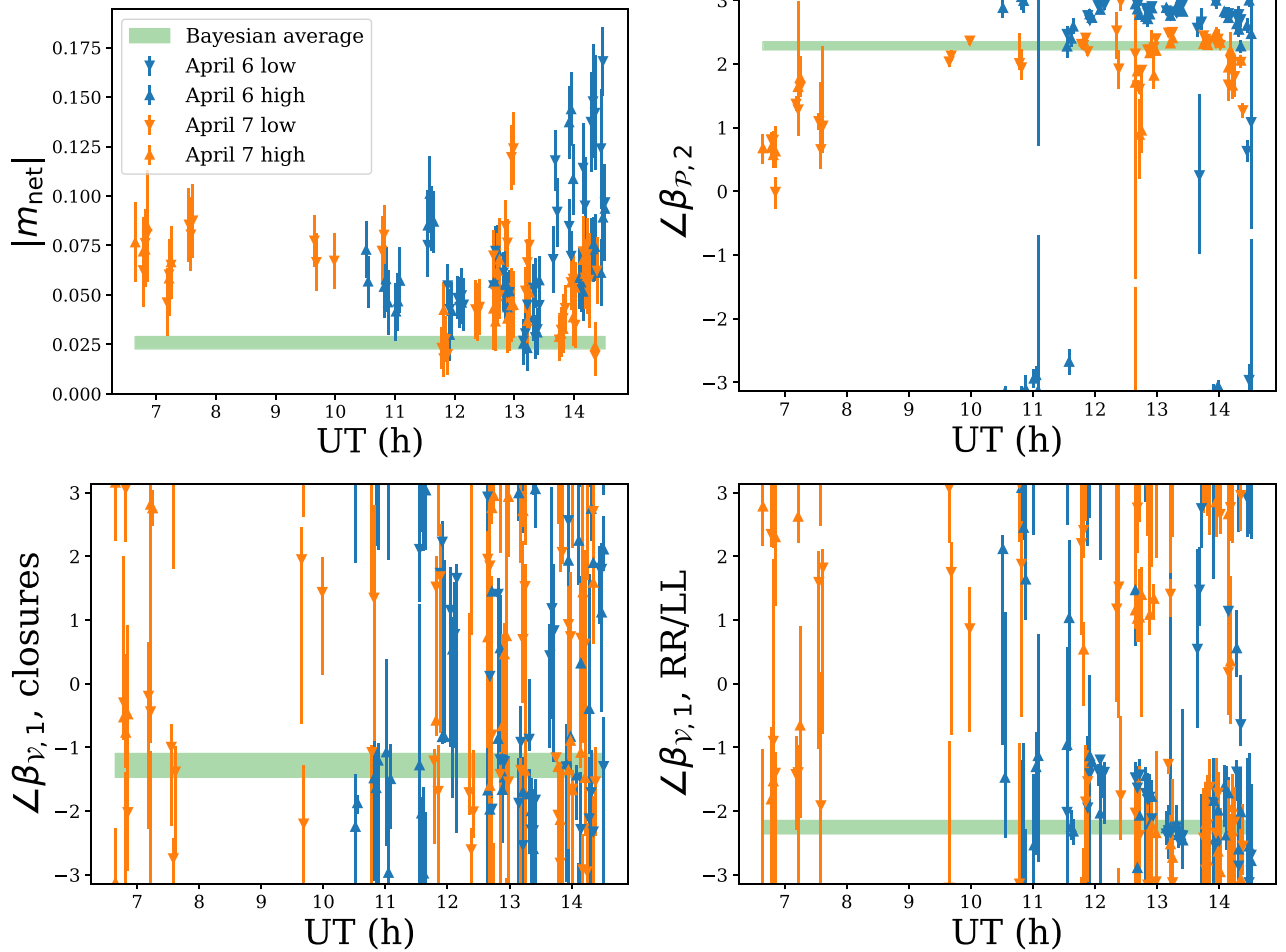 |m_net|
0.175
0.150
0.125
0.100
0.075
0.050
0.025
0.000
Bayesian average
April 6 low
April 6 high
April 7 low
April 7 high
7 8 9 10 11 12 13 14
UT (h)
∠β_𝒫,2
3
2
1
0
−1
−2
−3
7 8 9 10 11 12 13 14
UT (h)
∠β_𝒱,1, closures
3
2
1
0
−1
−2
−3
7 8 9 10 11 12 13 14
UT (h)
∠β_𝒱,1, RR/LL
3
2
1
0
−1
−2
−3
7 8 9 10 11 12 13 14
UT (h)